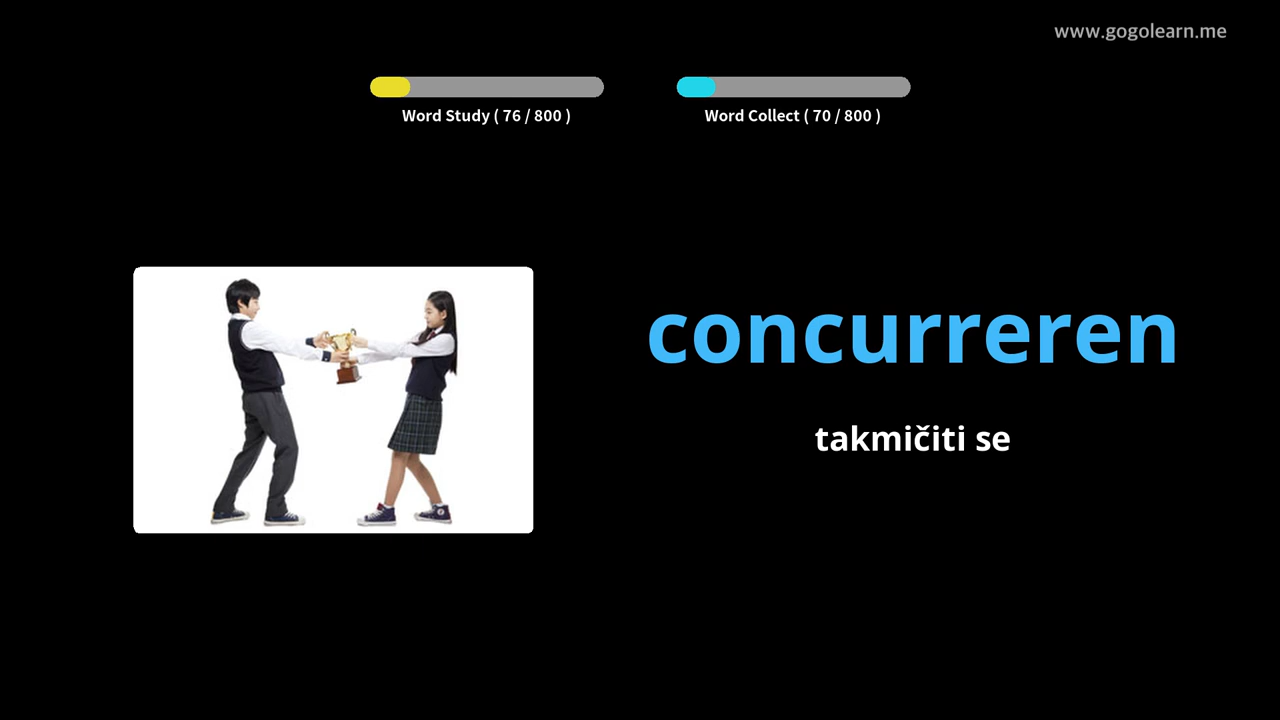 www.gogolearn.me
Word Study ( 76 / 800 )
Word Collect ( 70 / 800 )
concurreren
takmičiti se